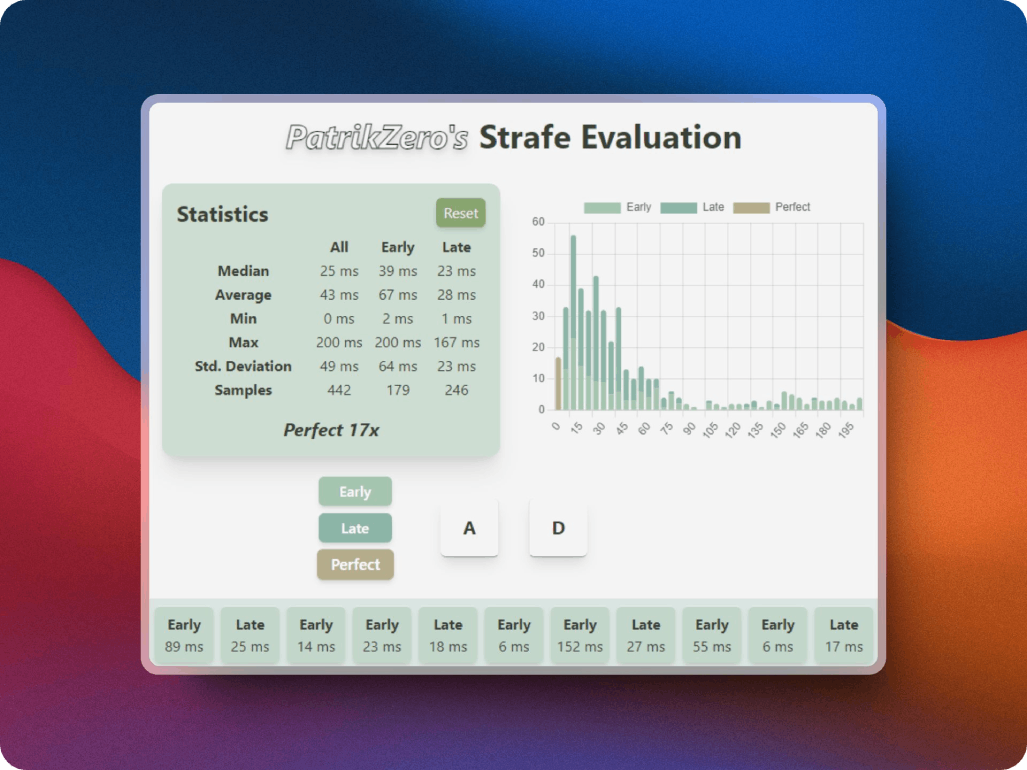 PatrikZero's Strafe Evaluation
Statistics
Reset
All Early Late
Median 25 ms 39 ms 23 ms
Average 43 ms 67 ms 28 ms
Min 0 ms 2 ms 1 ms
Max 200 ms 200 ms 167 ms
Std. Deviation 49 ms 64 ms 23 ms
Samples 442 179 246
Perfect 17x
Early Late Perfect
60
50
40
30
20
10
0
0 15 30 45 60 75 90 105 120 135 150 165 180 195
Early
Late
Perfect
A D
Early Late Early Early Late Early Early Late Early Early Late
89 ms 25 ms 14 ms 23 ms 18 ms 6 ms 152 ms 27 ms 55 ms 6 ms 17 ms